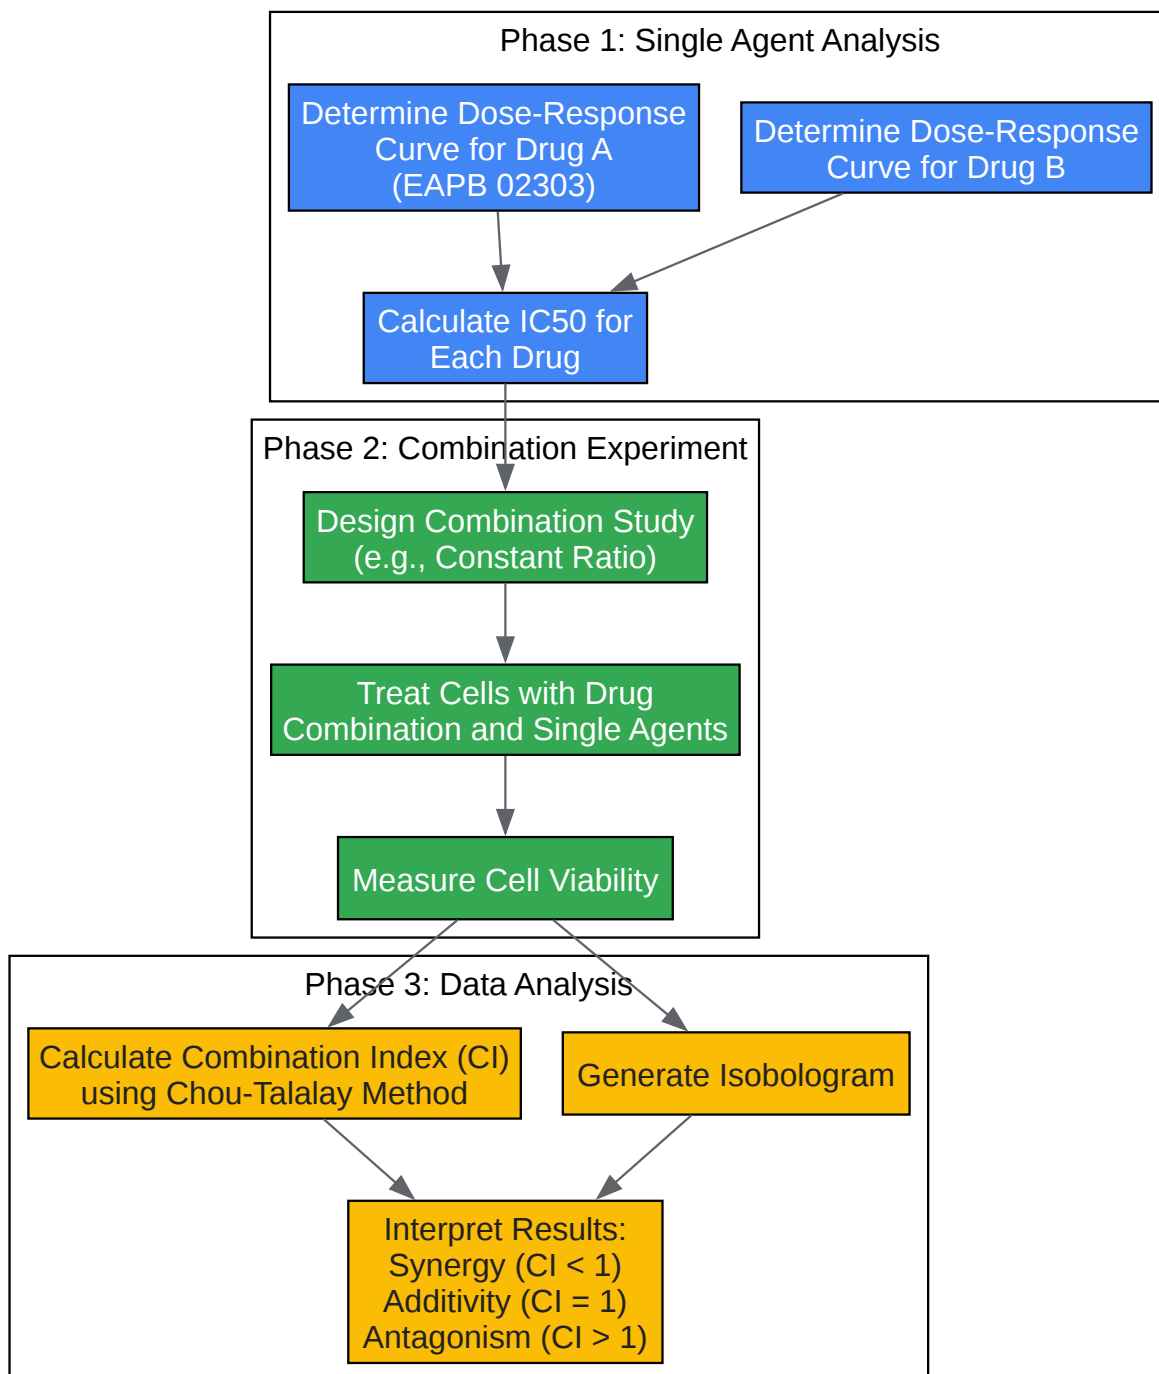 Phase 1: Single Agent Analysis
Determine Dose-Response
Curve for Drug A
(EAPB 02303)
Determine Dose-Response
Curve for Drug B
Calculate IC50 for
Each Drug
Phase 2: Combination Experiment
Design Combination Study
(e.g., Constant Ratio)
Treat Cells with Drug
Combination and Single Agents
Measure Cell Viability
Phase 3: Data Analysis
Calculate Combination Index (CI)
using Chou-Talalay Method
Generate Isobologram
Interpret Results:
Synergy (CI < 1)
Additivity (CI = 1)
Antagonism (CI > 1)